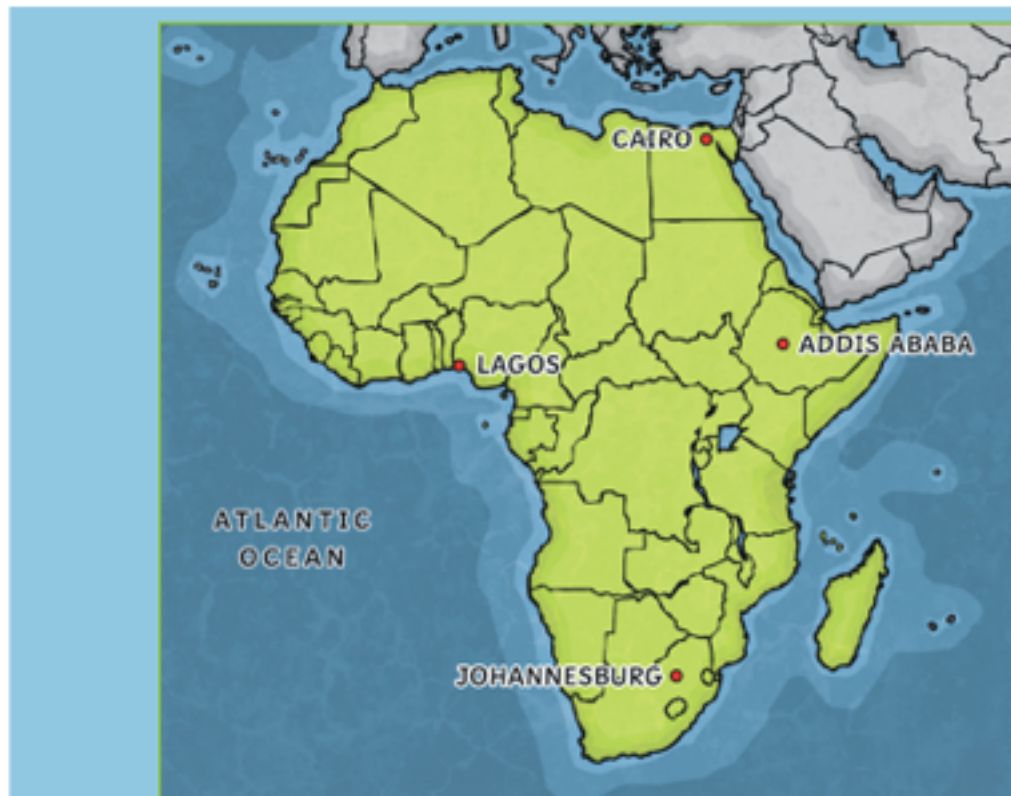 CAIRO
ADDIS ABABA
LAGOS
ATLANTIC
OCEAN
JOHANNESBURG